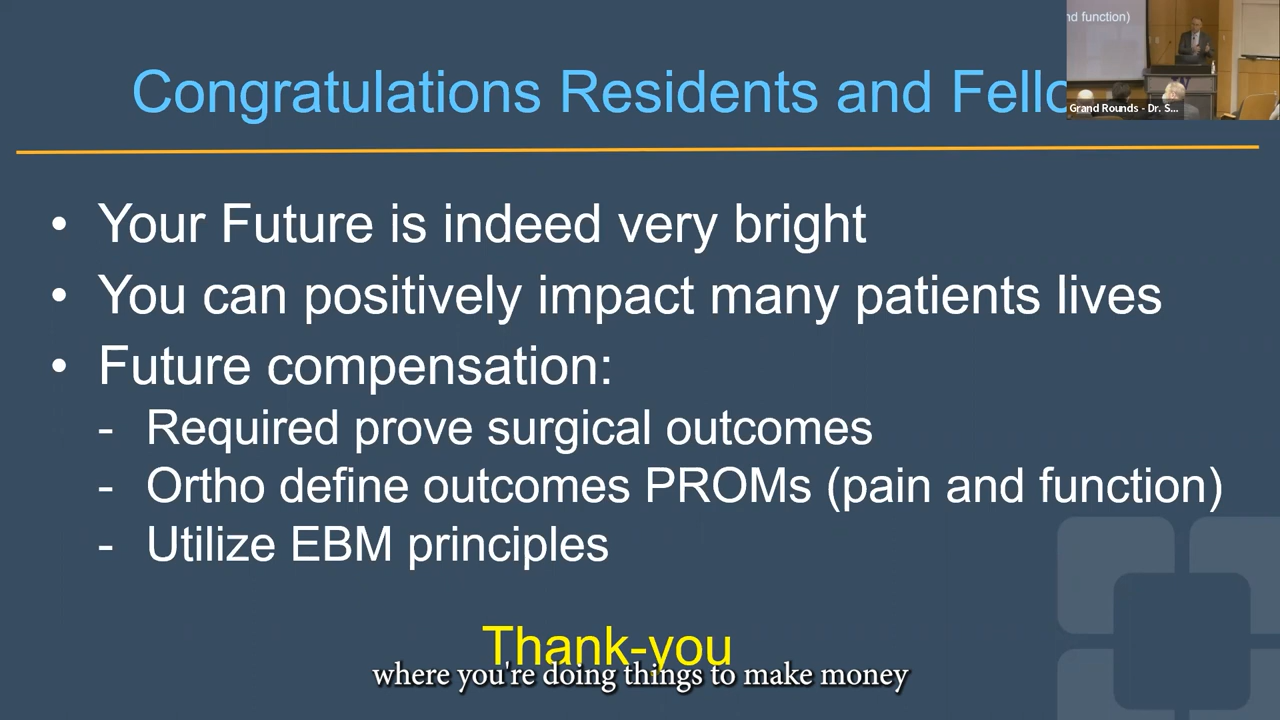 nd function)
Congratulations Residents and Fello
Grand Rounds - Dr. S...
• Your Future is indeed very bright
• You can positively impact many patients lives
• Future compensation:
- Required prove surgical outcomes
- Ortho define outcomes PROMs (pain and function)
- Utilize EBM principles
Thank-you
where you're doing things to make money